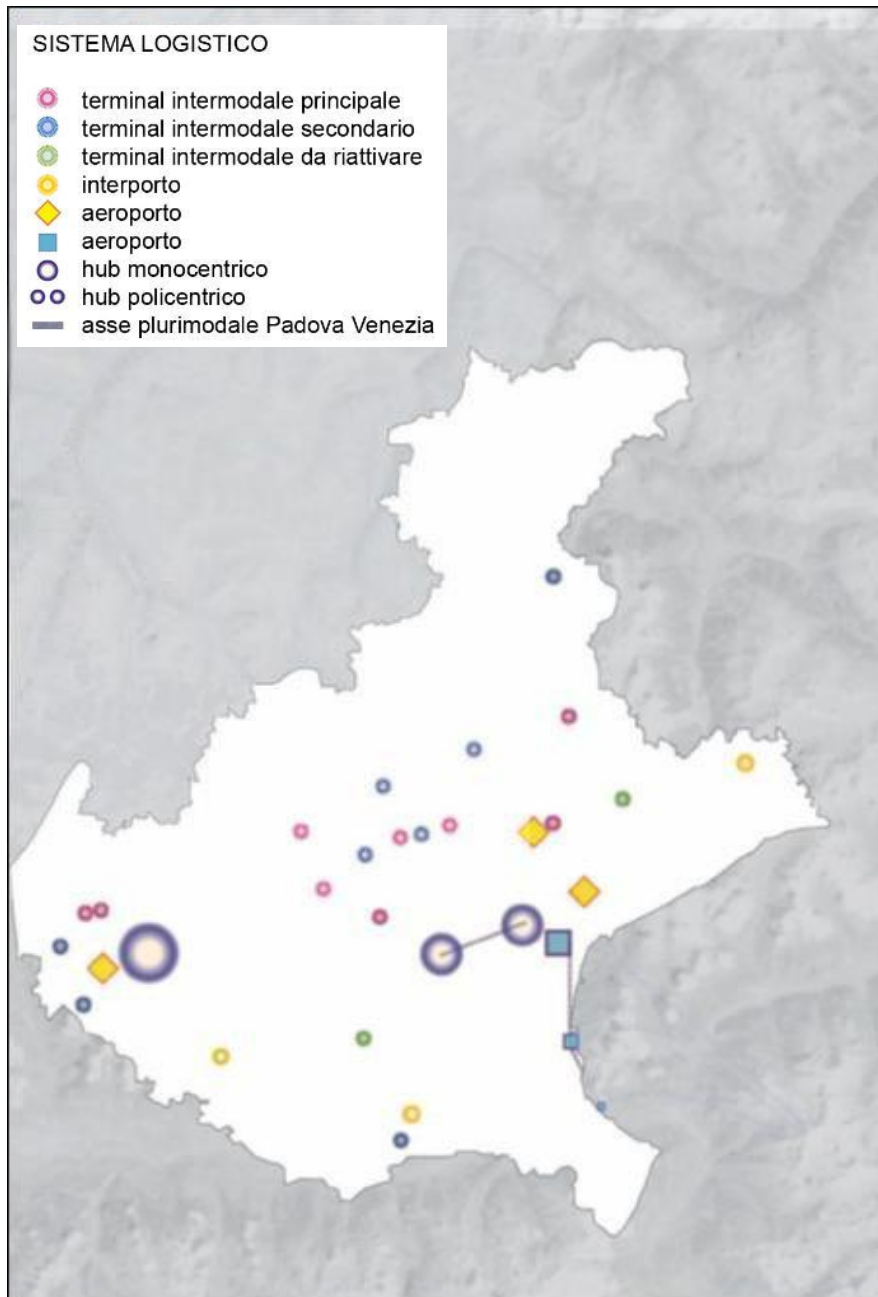 SISTEMA LOGISTICO
terminal intermodale principale
terminal intermodale secondario
terminal intermodale da riattivare
interporto
aeroporto
aeroporto
hub monocentrico
hub policentrico
asse plurimodale Padova Venezia